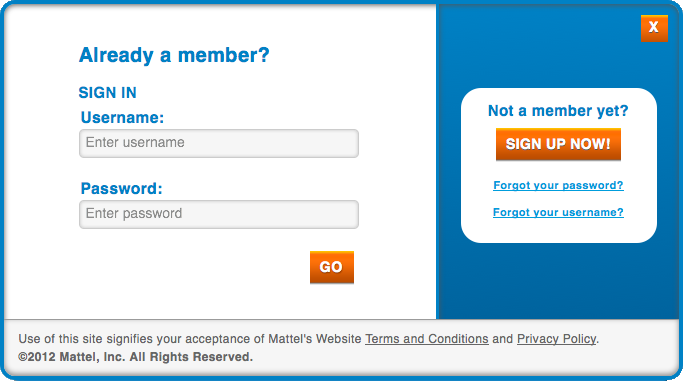 Already a member?
SIGN IN
Username:
Enter username
Password:
Enter password
GO
X
Not a member yet?
SIGN UP NOW!
Forgot your password?
Forgot your username?
Use of this site signifies your acceptance of Mattel's Website Terms and Conditions and Privacy Policy.
©2012 Mattel, Inc. All Rights Reserved.